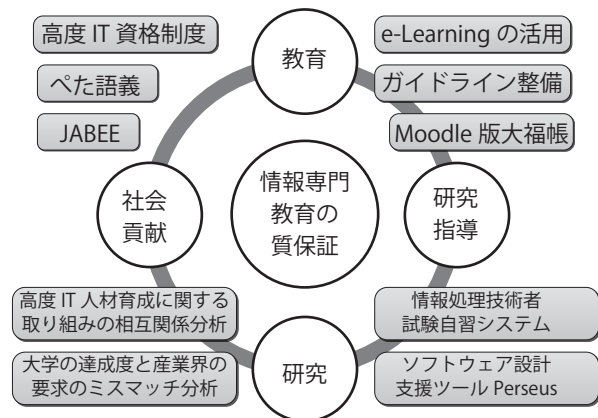 高度 IT 資格制度
ぺた語義
JABEE
教育
e-Learning の活用
ガイドライン整備
Moodle 版大福帳
社会
貢献
情報専門
教育の
質保証
研究
指導
高度 IT 人材育成に関する
取り組みの相互関係分析
大学の達成度と産業界の
要求のミスマッチ分析
研究
情報処理技術者
試験自習システム
ソフトウェア設計
支援ツール Perseus